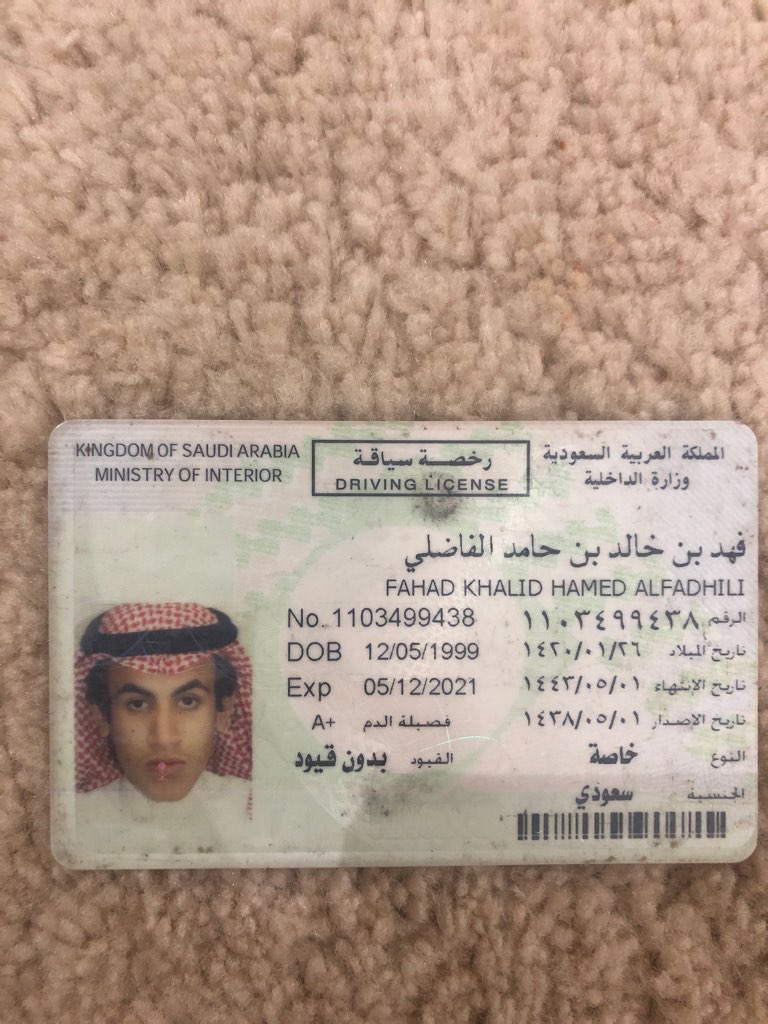 KINGDOM OF SAUDI ARABIA
MINISTRY OF INTERIOR
رخصة سياقة
DRIVING LICENSE
المملكة العربية السعودية
وزارة الداخلية
فهد بن خالد بن حامد الفاضلي
FAHAD KHALID HAMED ALFADHILI
No. 1103499438 الرقم ١١٠٣٤٩٩٤٣٨
DOB 12/05/1999 تاريخ الميلاد ١٤٢٠/٠١/٢٦
Exp 05/12/2021 تاريخ الإنتهاء ١٤٤٣/٠٥/٠١
A+ فصيلة الدم تاريخ الإصدار ١٤٣٨/٠٥/٠١
النوع خاصة القيود بدون قيود
الجنسية سعودي